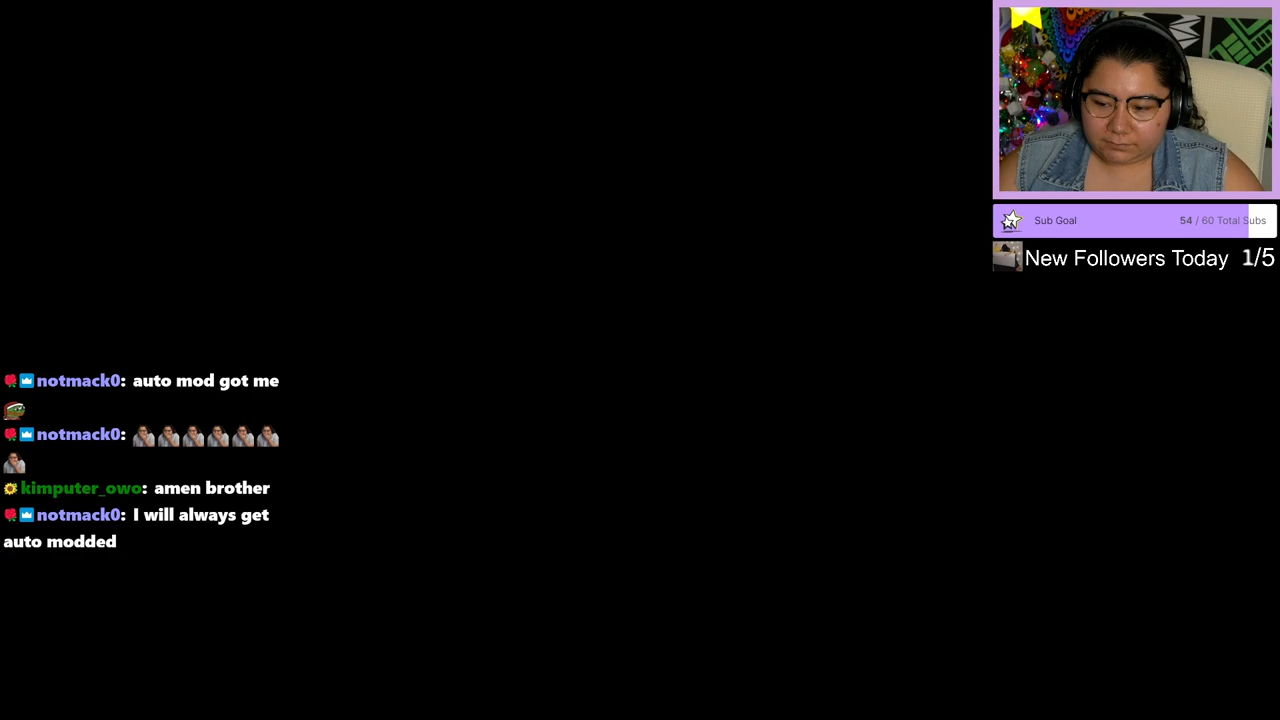 Sub Goal 54 / 60 Total Subs
New Followers Today 1/5
notmack0: auto mod got me
notmack0:
kimputer_owo: amen brother
notmack0: I will always get
auto modded